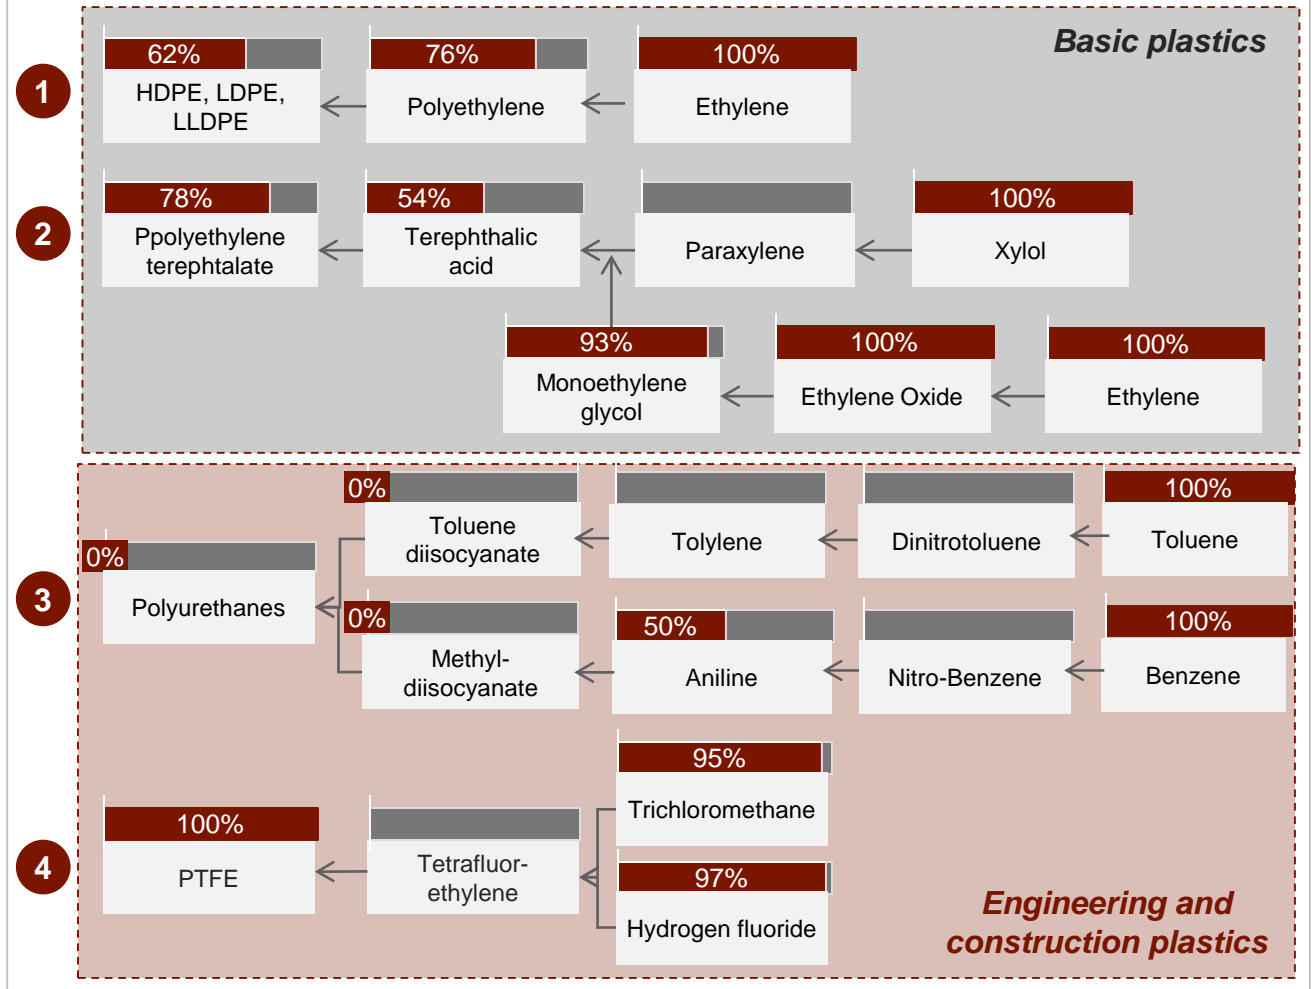 Basic plastics
1
62%
HDPE, LDPE,
LLDPE
76%
Polyethylene
100%
Ethylene
2
78%
Ppolyethylene
terephtalate
54%
Terephthalic
acid
Paraxylene
100%
Xylol
93%
Monoethylene
glycol
100%
Ethylene Oxide
100%
Ethylene
3
0%
Polyurethanes
0%
Toluene
diisocyanate
Tolylene
Dinitrotoluene
100%
Toluene
0%
Methyl-
diisocyanate
50%
Aniline
Nitro-Benzene
100%
Benzene
4
100%
PTFE
Tetrafluor-
ethylene
95%
Trichloromethane
97%
Hydrogen fluoride
Engineering and
construction plastics